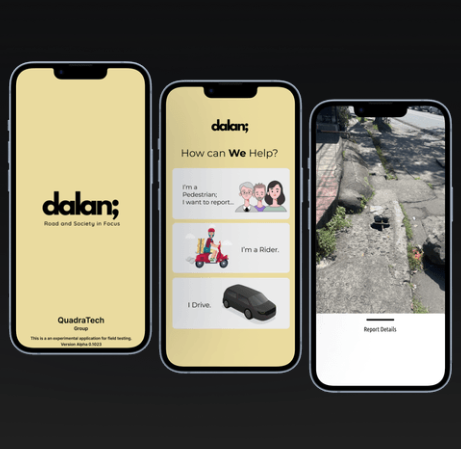 dalan;
Road and Society in Focus
QuadraTech
Group
This is a an experimental application for field testing.
Version Alpha 0.1023
dalan;
How can We Help?
I'm a
Pedestrian;
I want to report...
I'm a Rider.
I Drive.
Report Details